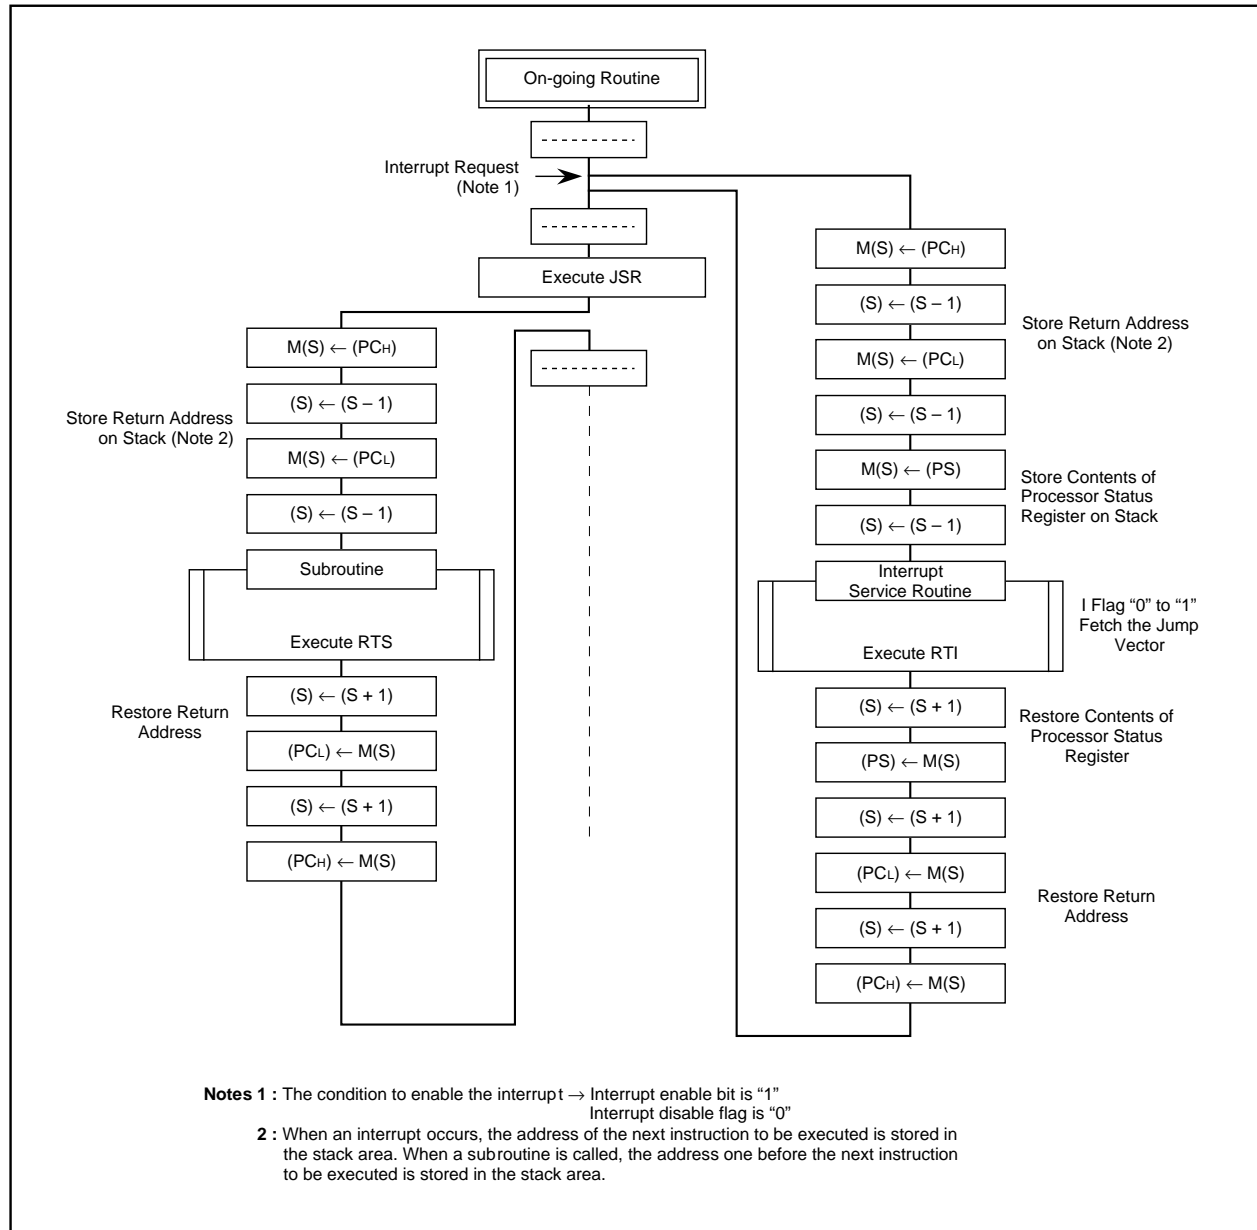 On-going Routine
Interrupt Request
(Note 1)
Execute JSR
M(S) ← (PCH)
(S) ← (S – 1)
Store Return Address
on Stack (Note 2)
M(S) ← (PCL)
(S) ← (S – 1)
Subroutine
Execute RTS
(S) ← (S + 1)
Restore Return
Address
(PCL) ← M(S)
(S) ← (S + 1)
(PCH) ← M(S)
M(S) ← (PCH)
(S) ← (S – 1)
Store Return Address
on Stack (Note 2)
M(S) ← (PCL)
(S) ← (S – 1)
M(S) ← (PS)
Store Contents of
Processor Status
Register on Stack
(S) ← (S – 1)
Interrupt
Service Routine
I Flag “0” to “1”
Fetch the Jump
Vector
Execute RTI
(S) ← (S + 1)
Restore Contents of
Processor Status
Register
(PS) ← M(S)
(S) ← (S + 1)
(PCL) ← M(S)
Restore Return
Address
(S) ← (S + 1)
(PCH) ← M(S)
Notes 1 : The condition to enable the interrupt → Interrupt enable bit is “1”
Interrupt disable flag is “0”
2 : When an interrupt occurs, the address of the next instruction to be executed is stored in
the stack area. When a subroutine is called, the address one before the next instruction
to be executed is stored in the stack area.